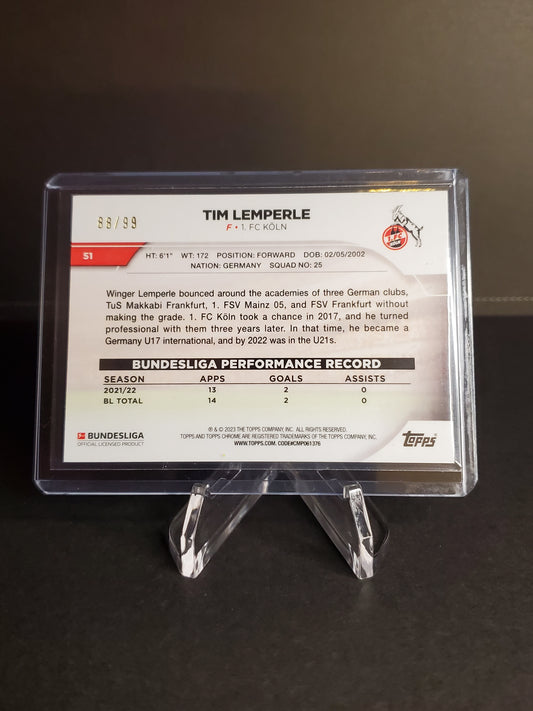 88/99
TIM LEMPERLE
F • 1. FC KÖLN
1. FC
KÖLN
51
HT: 6'1" WT: 172 POSITION: FORWARD DOB: 02/05/2002
NATION: GERMANY SQUAD NO: 25
Winger Lemperle bounced around the academies of three German clubs,
TuS Makkabi Frankfurt, 1. FSV Mainz 05, and FSV Frankfurt without
making the grade. 1. FC Köln took a chance in 2017, and he turned
professional with them three years later. In that time, he became a
Germany U17 international, and by 2022 was in the U21s.
BUNDESLIGA PERFORMANCE RECORD
SEASON APPS GOALS ASSISTS
2021/22 13 2 0
BL TOTAL 14 2 0
BUNDESLIGA
OFFICIAL LICENSED PRODUCT
® & © 2023 THE TOPPS COMPANY, INC. ALL RIGHTS RESERVED.
TOPPS AND TOPPS CHROME ARE REGISTERED TRADEMARKS OF THE TOPPS COMPANY, INC.
WWW.TOPPS.COM. CODE#CMP061376
Topps